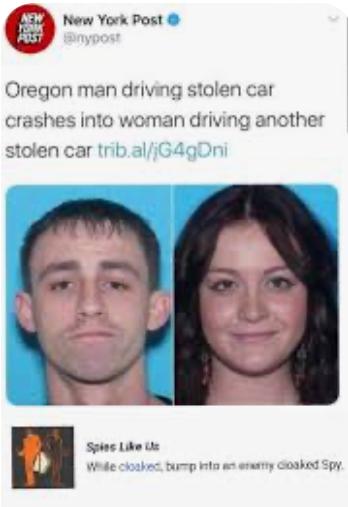 NEW
YORK
POST
New York Post
@nypost
Oregon man driving stolen car
crashes into woman driving another
stolen car trib.al/jG4gDni
Spies Like Us
While cloaked, bump into an enemy cloaked Spy.